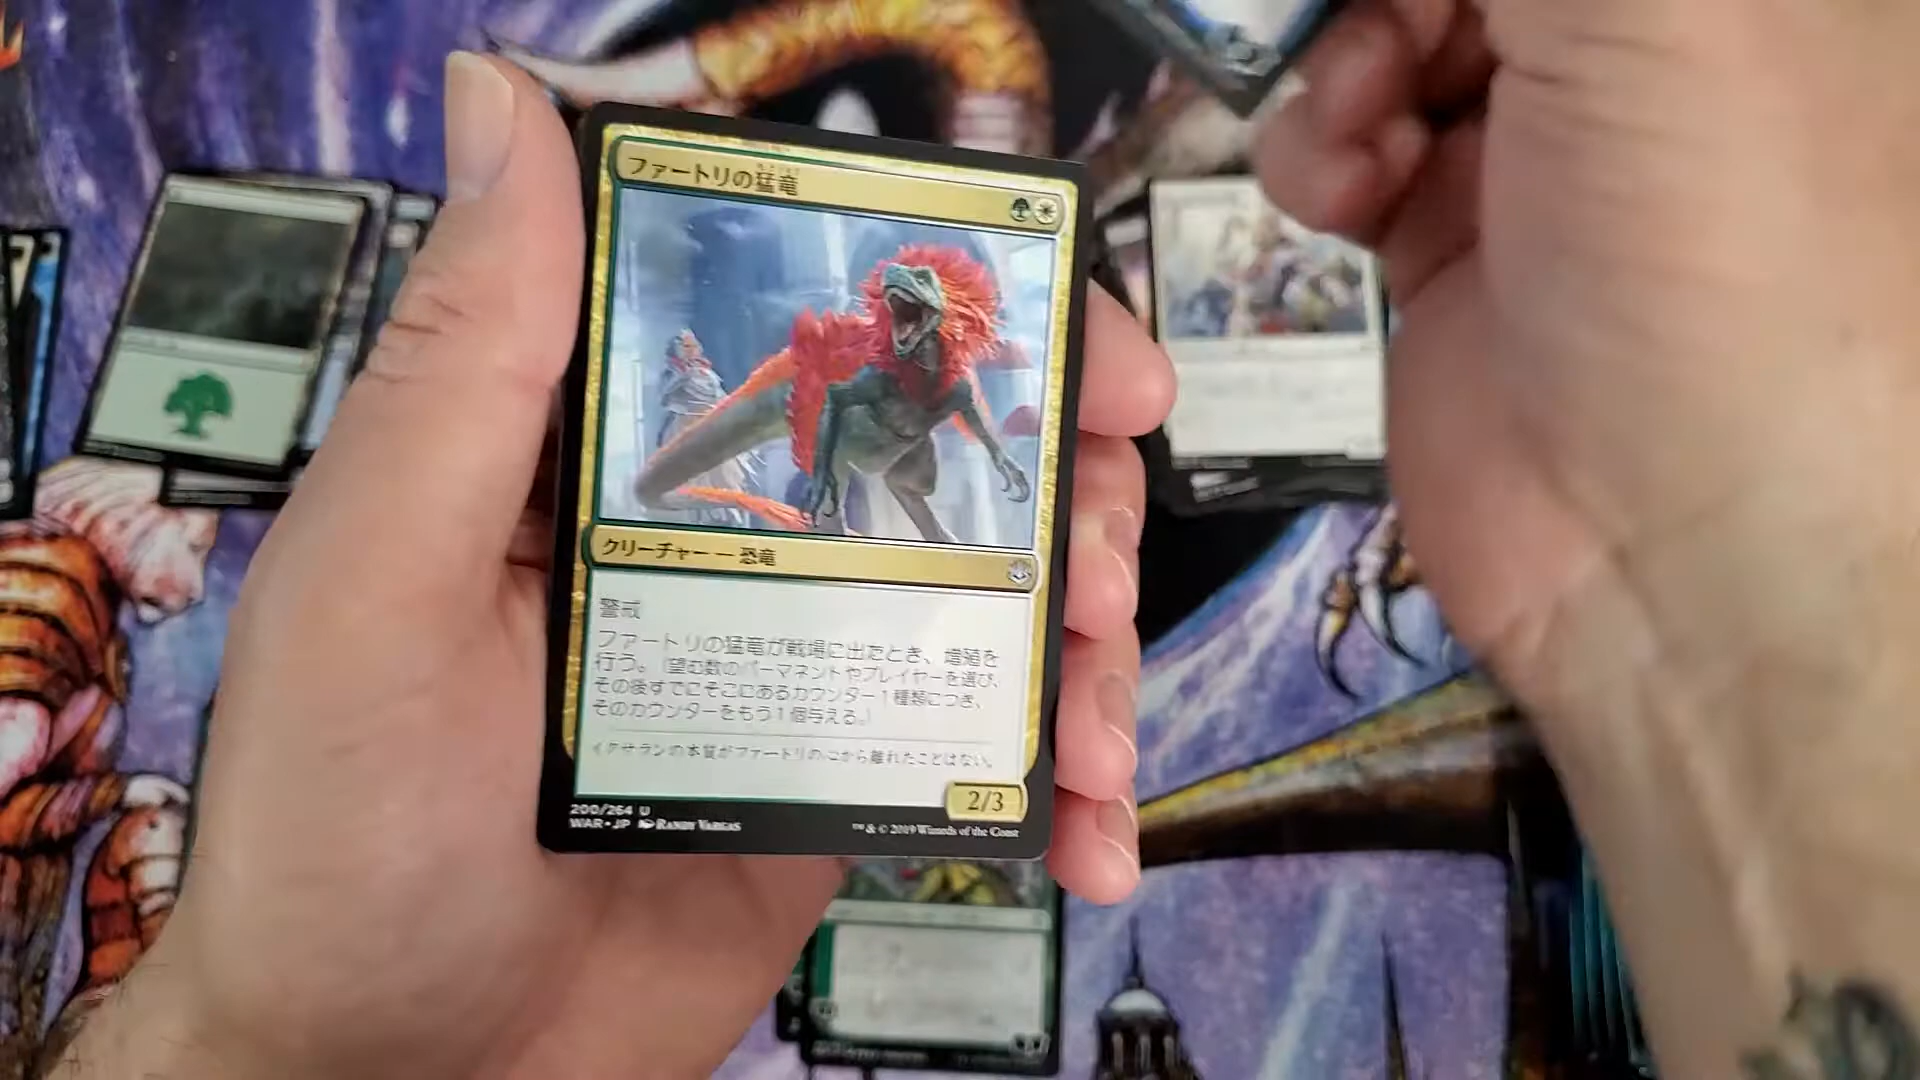 ファートリの猛竜
クリーチャー — 恐竜
警戒
ファートリの猛竜が戦場に出たとき、増殖を
行う。(望む数のパーマネントやプレイヤーを選び、
その後すでにそこにあるカウンター1種類につき、
そのカウンターをもう1個与える。)
イクサランの本質がファートリの心から離れたことはない。
2/3
200/264 U
WAR • JP RANDY VARGAS
™ & © 2019 Wizards of the Coast